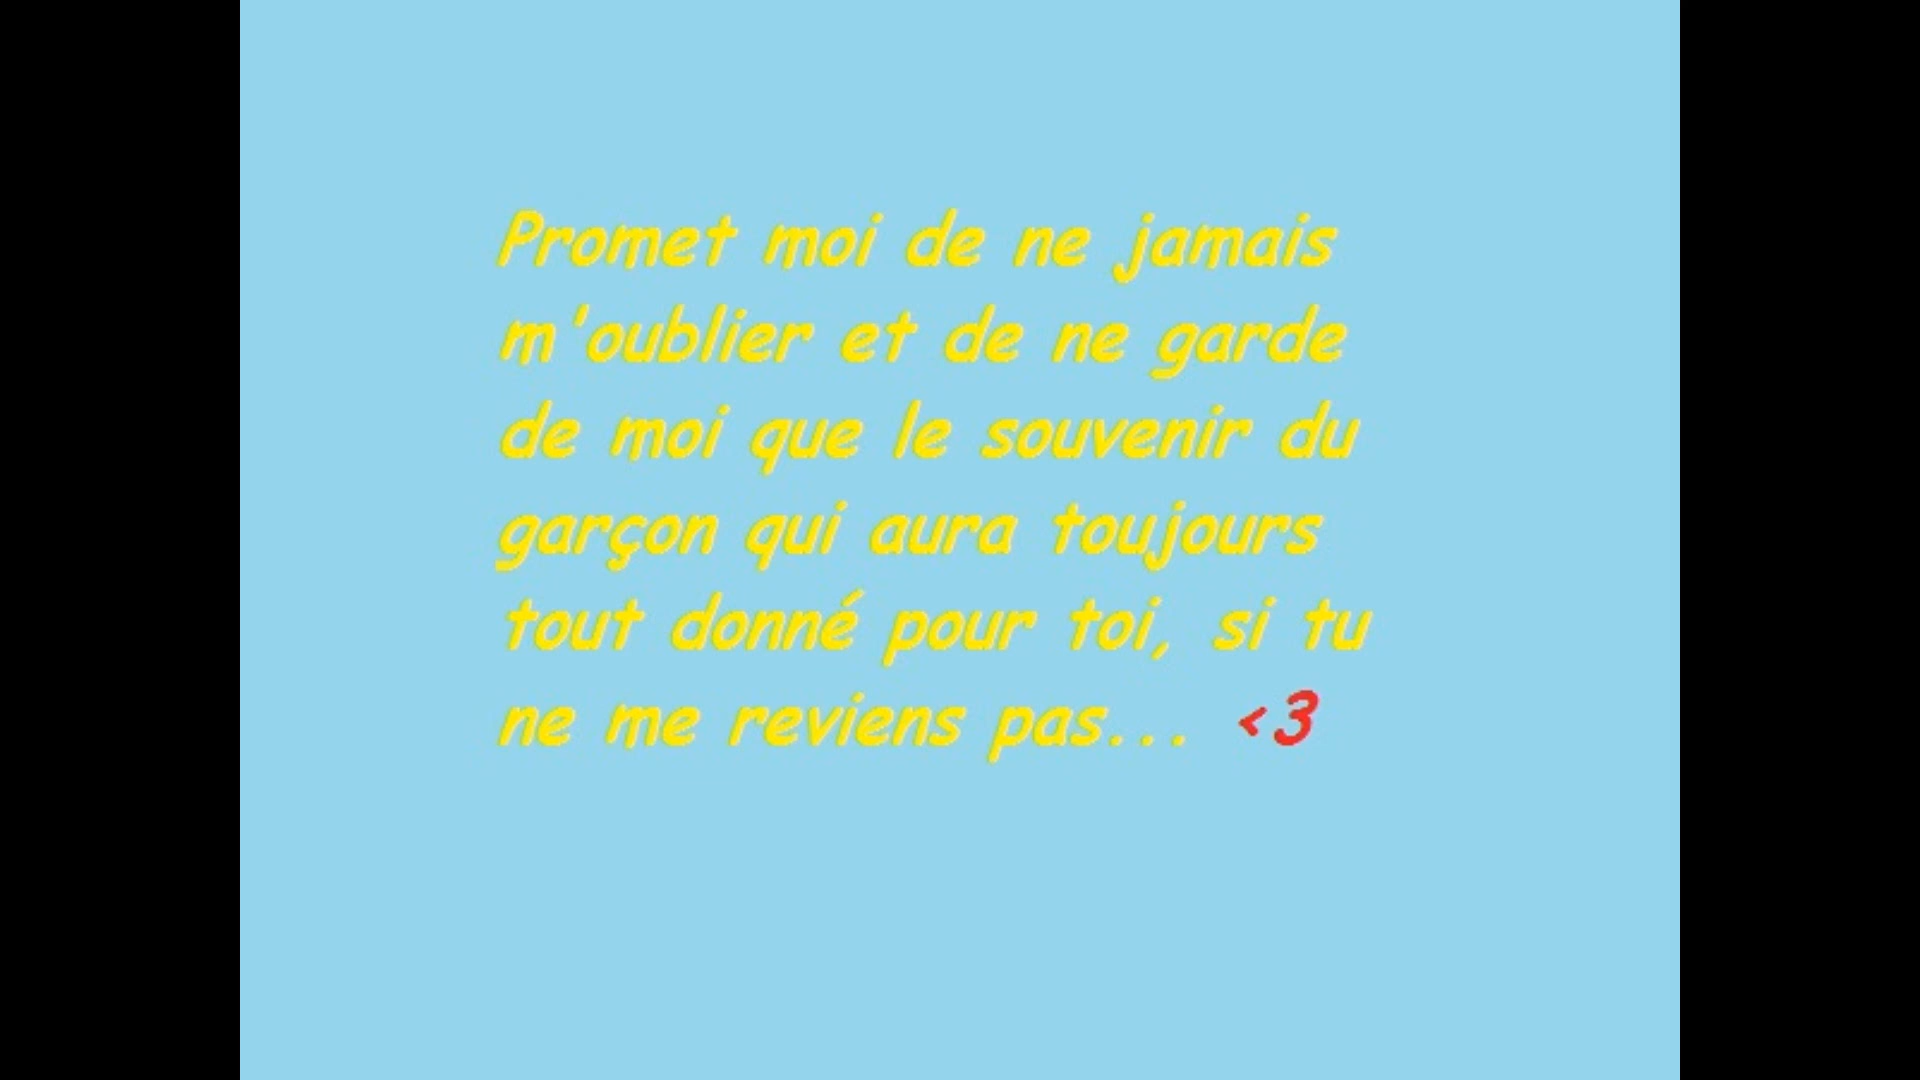 Promet moi de ne jamais
m'oublier et de ne garde
de moi que le souvenir du
garçon qui aura toujours
tout donné pour toi, si tu
ne me reviens pas... <3